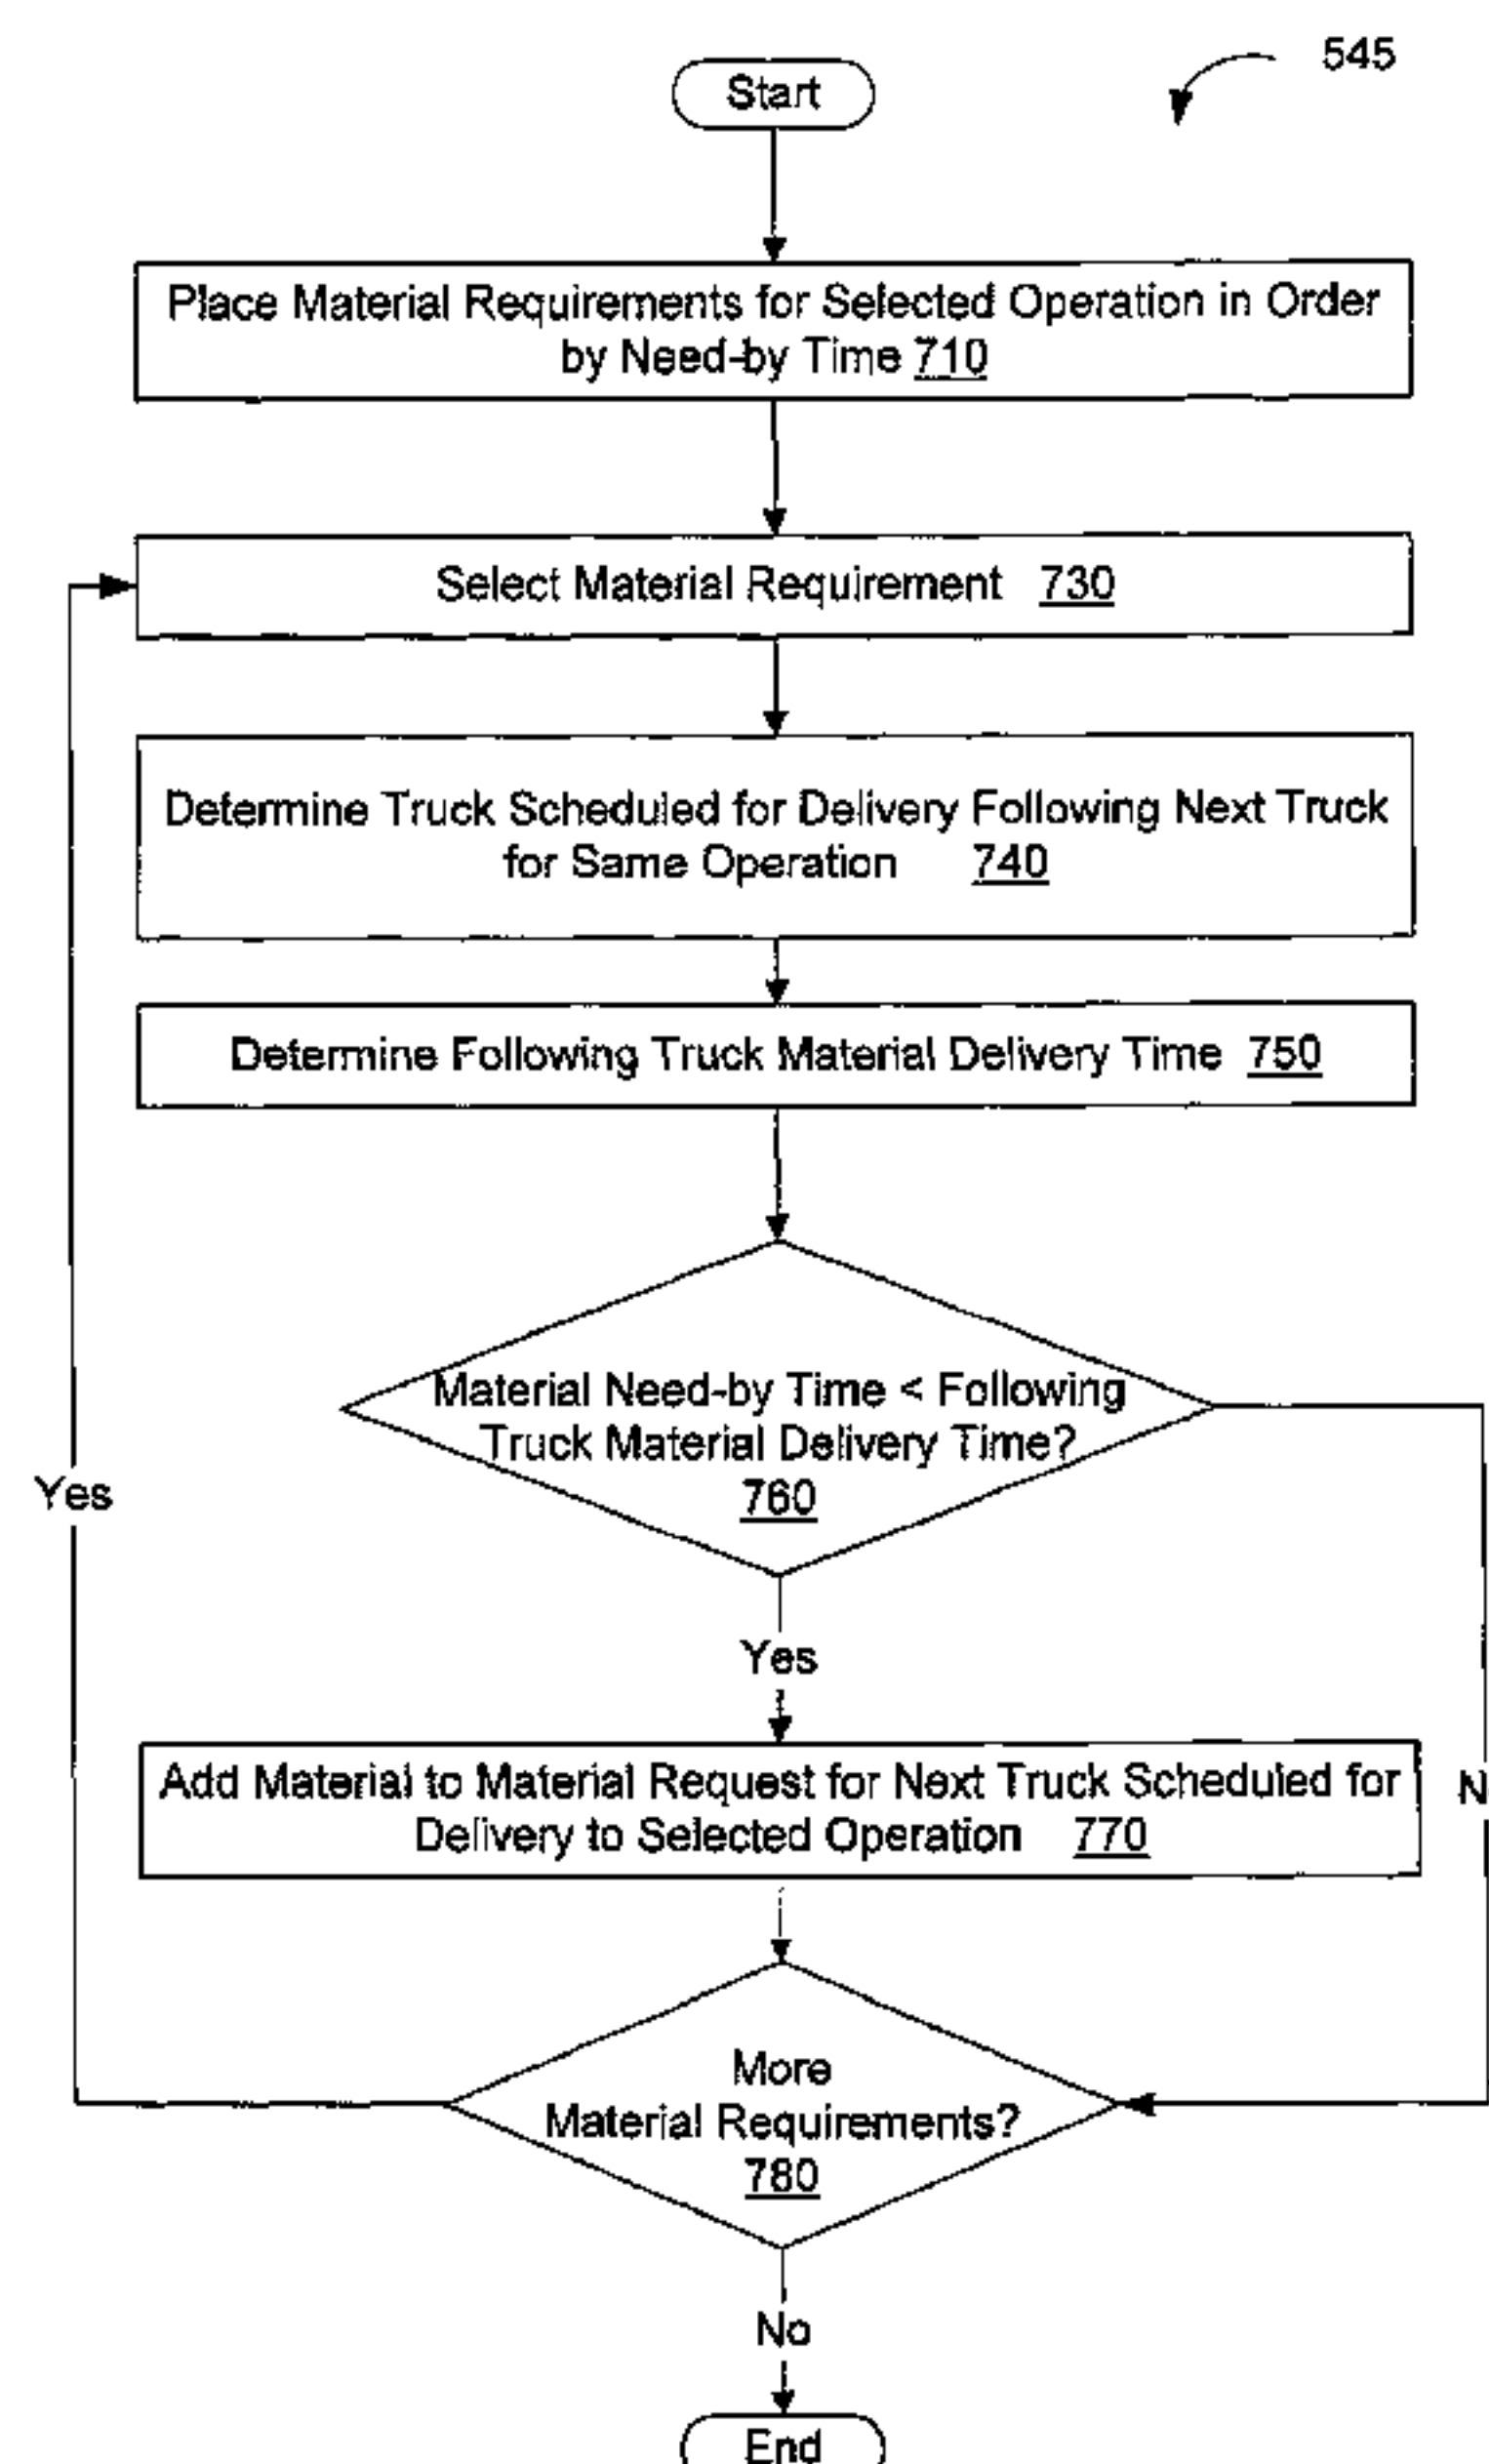 545
Start
Place Material Requirements for Selected Operation in Order
by Need-by Time 710
Select Material Requirement 730
Determine Truck Scheduled for Delivery Following Next Truck
for Same Operation 740
Determine Following Truck Material Delivery Time 750
Material Need-by Time < Following
Truck Material Delivery Time?
760
Yes
Yes
Add Material to Material Request for Next Truck Scheduled for
Delivery to Selected Operation 770
N
More
Material Requirements?
780
No
End